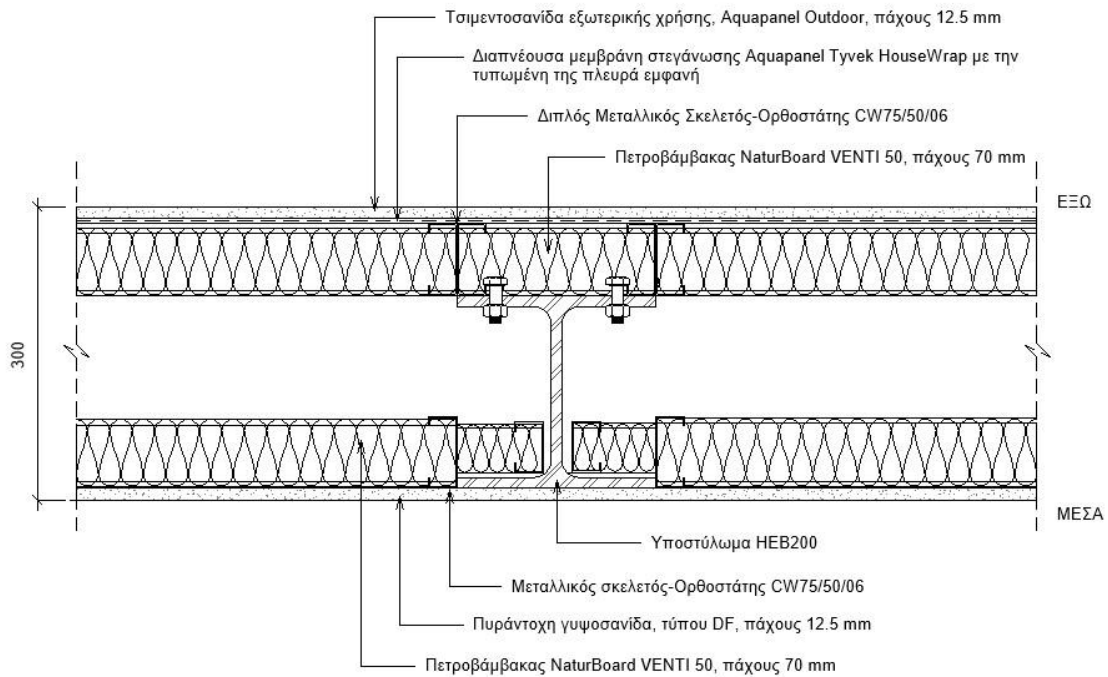 Τσιμεντοσανίδα εξωτερικής χρήσης, Aquapanel Outdoor, πάχους 12.5 mm
Διαπνέουσα μεμβράνη στεγάνωσης Aquapanel Tyvek HouseWrap με την
τυπωμένη της πλευρά εμφανή
Διπλός Μεταλλικός Σκελετός-Ορθοστάτης CW75/50/06
Πετροβάμβακας NaturBoard VENTI 50, πάχους 70 mm
ΕΞΩ
300
ΜΕΣΑ
Υποστύλωμα HEB200
Μεταλλικός σκελετός-Ορθοστάτης CW75/50/06
Πυράντοχη γυψοσανίδα, τύπου DF, πάχους 12.5 mm
Πετροβάμβακας NaturBoard VENTI 50, πάχους 70 mm